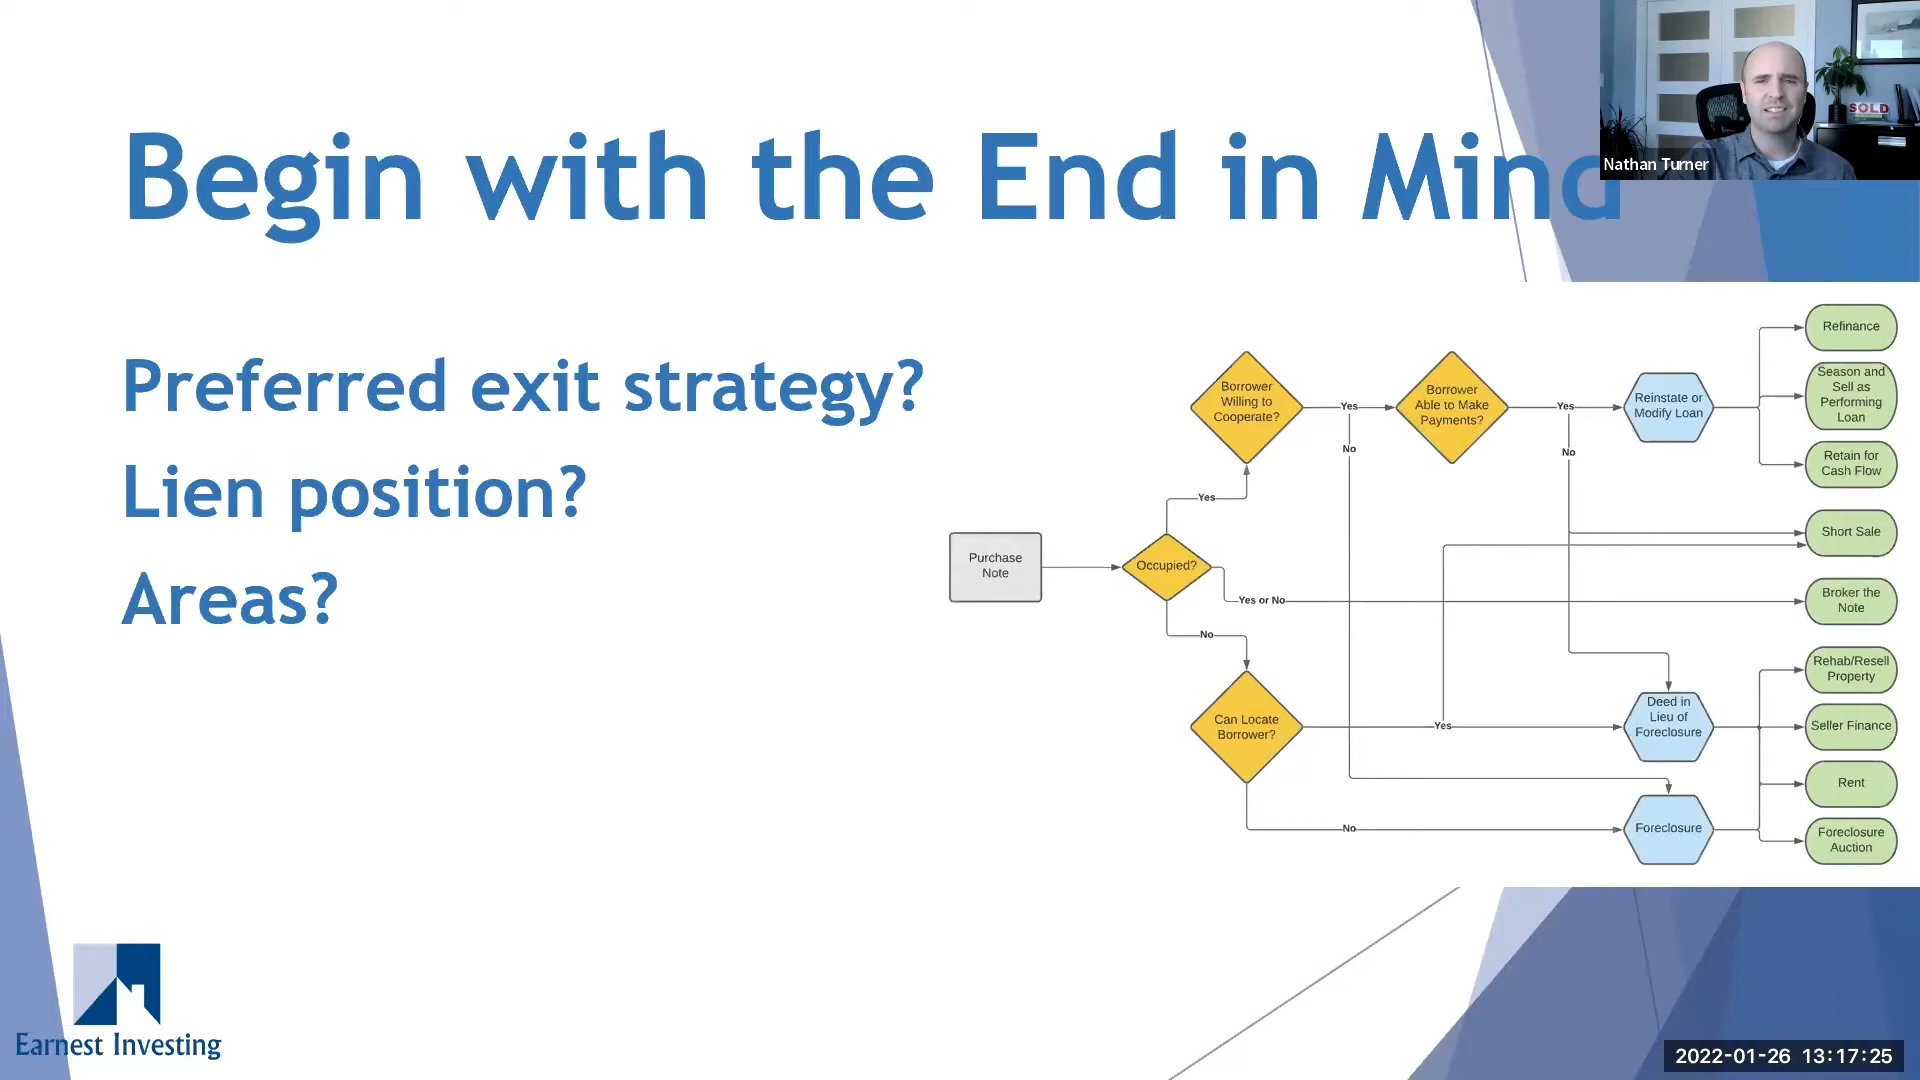 Begin with the End in Mind
SOLD
Nathan Turner
Preferred exit strategy?
Lien position?
Areas?
Purchase
Note
Occupied?
Yes
No
Yes or No
Borrower
Willing to
Cooperate?
Yes
No
Borrower
Able to Make
Payments?
Yes
No
Can Locate
Borrower?
Yes
No
Reinstate or
Modify Loan
Deed in
Lieu of
Foreclosure
Foreclosure
Refinance
Season and
Sell as
Performing
Loan
Retain for
Cash Flow
Short Sale
Broker the
Note
Rehab/Resell
Property
Seller Finance
Rent
Foreclosure
Auction
Earnest Investing
2022-01-26 13:17:25